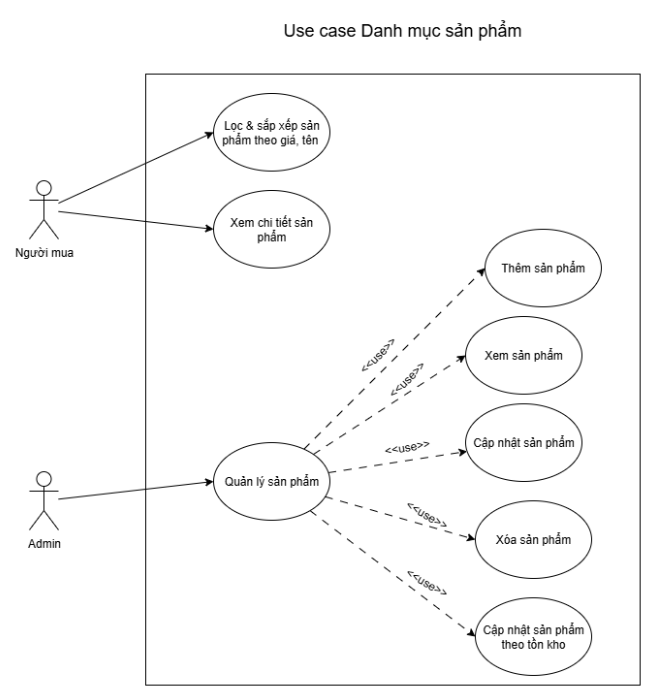 Use case Danh mục sản phẩm
Lọc & sắp xếp sản
phẩm theo giá, tên
Xem chi tiết sản
phẩm
Người mua
Thêm sản phẩm
<<use>>
Xem sản phẩm
<<use>>
Cập nhật sản phẩm
<<use>>
Quản lý sản phẩm
Admin
<<use>>
Xóa sản phẩm
<<use>>
Cập nhật sản phẩm
theo tồn kho